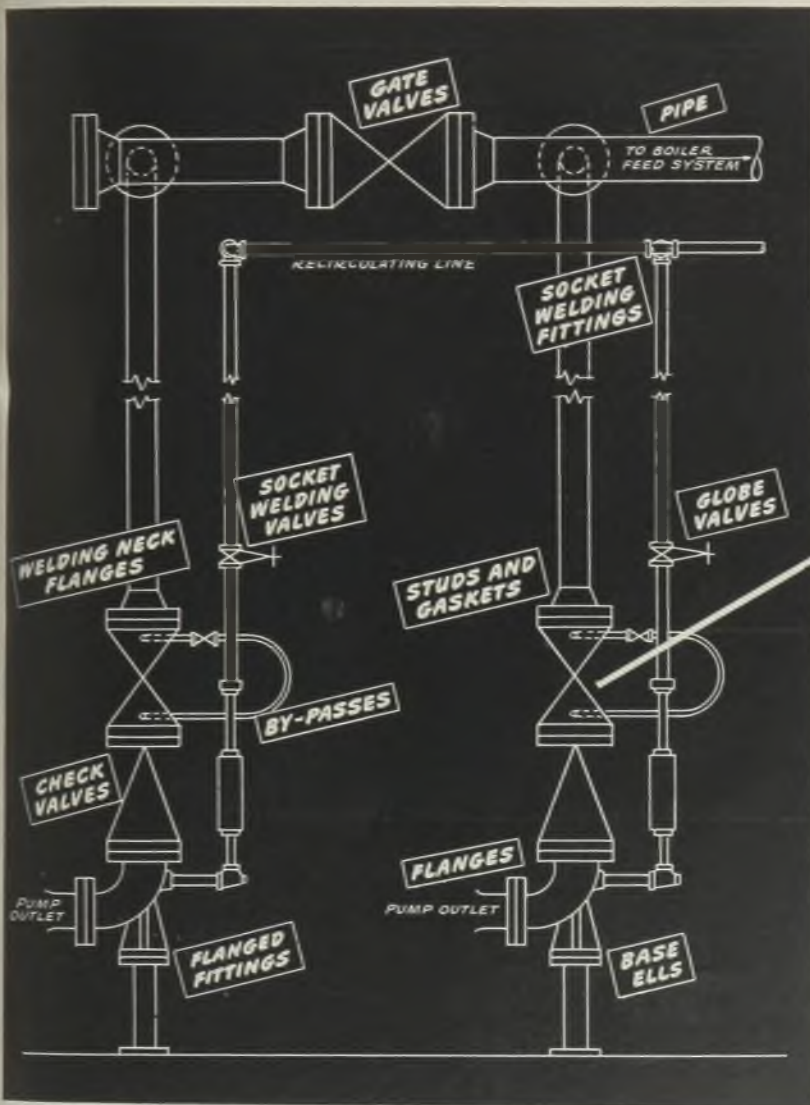 GATE
VALVES
PIPE
TO BOILER
FEED SYSTEM
RECIRCULATING LINE
SOCKET
WELDING
FITTINGS
SOCKET
WELDING
VALVES
GLOBE
VALVES
WELDING NECK
FLANGES
STUDS AND
GASKETS
BY-PASSES
CHECK
VALVES
FLANGES
PUMP
OUTLET
PUMP OUTLET
FLANGED
FITTINGS
BASE
ELLS